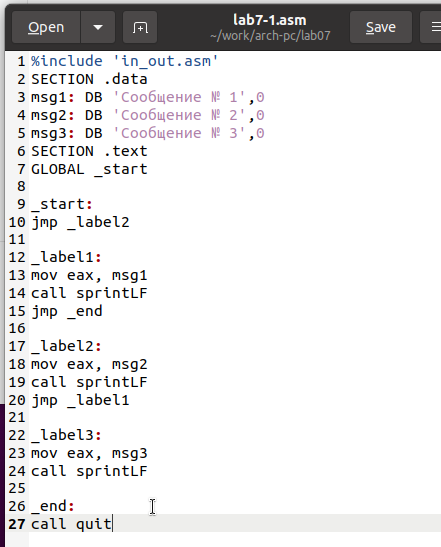 Open
lab7-1.asm
~/work/arch-pc/lab07
Save
1 %include 'in_out.asm'
2 SECTION .data
3 msg1: DB 'Сообщение № 1',0
4 msg2: DB 'Сообщение № 2',0
5 msg3: DB 'Сообщение № 3',0
6 SECTION .text
7 GLOBAL _start
8
9 _start:
10 jmp _label2
11
12 _label1:
13 mov eax, msg1
14 call sprintLF
15 jmp _end
16
17 _label2:
18 mov eax, msg2
19 call sprintLF
20 jmp _label1
21
22 _label3:
23 mov eax, msg3
24 call sprintLF
25
26 _end:
27 call quit